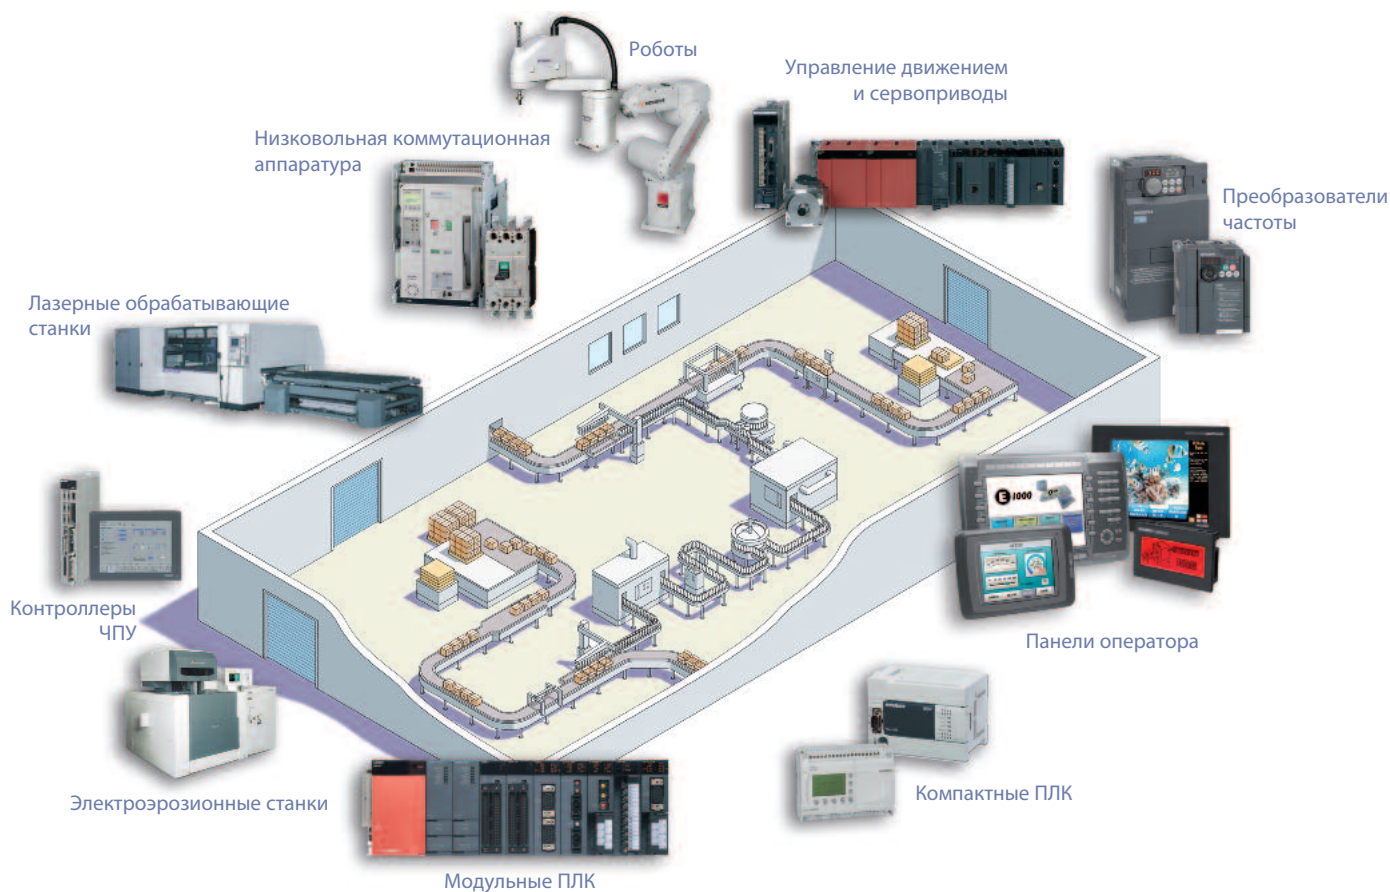 Роботы
Управление движением
и сервоприводы
Низковольная коммутационная
аппаратура
Преобразователи
частоты
Лазерные обрабатывающие
станки
E1000
Контроллеры
ЧПУ
Панели оператора
Электроэрозионные станки
Компактные ПЛК
Модульные ПЛК